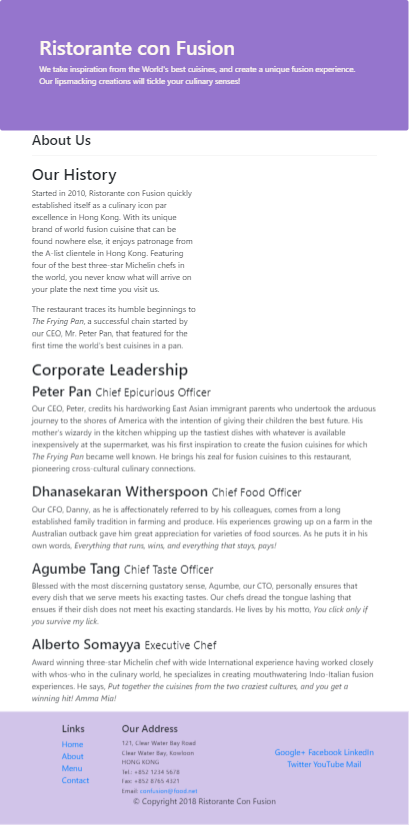 Ristorante con Fusion
We take inspiration from the World's best cuisines, and create a unique fusion experience.
Our lipsmacking creations will tickle your culinary senses!
About Us
Our History
Started in 2010, Ristorante con Fusion quickly
established itself as a culinary icon par
excellence in Hong Kong. With its unique
brand of world fusion cuisine that can be
found nowhere else, it enjoys patronage from
the A-list clientele in Hong Kong. Featuring
four of the best three-star Michelin chefs in
the world, you never know what will arrive on
your plate the next time you visit us.
The restaurant traces its humble beginnings to
The Frying Pan, a successful chain started by
our CEO, Mr. Peter Pan, that featured for the
first time the world's best cuisines in a pan.
Corporate Leadership
Peter Pan Chief Epicurious Officer
Our CEO, Peter, credits his hardworking East Asian immigrant parents who undertook the arduous
journey to the shores of America with the intention of giving their children the best future. His
mother's wizardy in the kitchen whipping up the tastiest dishes with whatever is available
inexpensively at the supermarket, was his first inspiration to create the fusion cuisines for which
The Frying Pan became well known. He brings his zeal for fusion cuisines to this restaurant,
pioneering cross-cultural culinary connections.
Dhanasekaran Witherspoon Chief Food Officer
Our CFO, Danny, as he is affectionately referred to by his colleagues, comes from a long
established family tradition in farming and produce. His experiences growing up on a farm in the
Australian outback gave him great appreciation for varieties of food sources. As he puts it in his
own words, Everything that runs, wins, and everything that stays, pays!
Agumbe Tang Chief Taste Officer
Blessed with the most discerning gustatory sense, Agumbe, our CTO, personally ensures that
every dish that we serve meets his exacting tastes. Our chefs dread the tongue lashing that
ensues if their dish does not meet his exacting standards. He lives by his motto, You click only if
you survive my lick.
Alberto Somayya Executive Chef
Award winning three-star Michelin chef with wide International experience having worked closely
with whos-who in the culinary world, he specializes in creating mouthwatering Indo-Italian fusion
experiences. He says, Put together the cuisines from the two craziest cultures, and you get a
winning hit! Amma Mia!
Links
Home
About
Menu
Contact
Our Address
121, Clear Water Bay Road
Clear Water Bay, Kowloon
HONG KONG
Tel.: +852 1234 5678
Fax: +852 8765 4321
Email: confusion@food.net
Google+ Facebook LinkedIn
Twitter YouTube Mail
© Copyright 2018 Ristorante Con Fusion